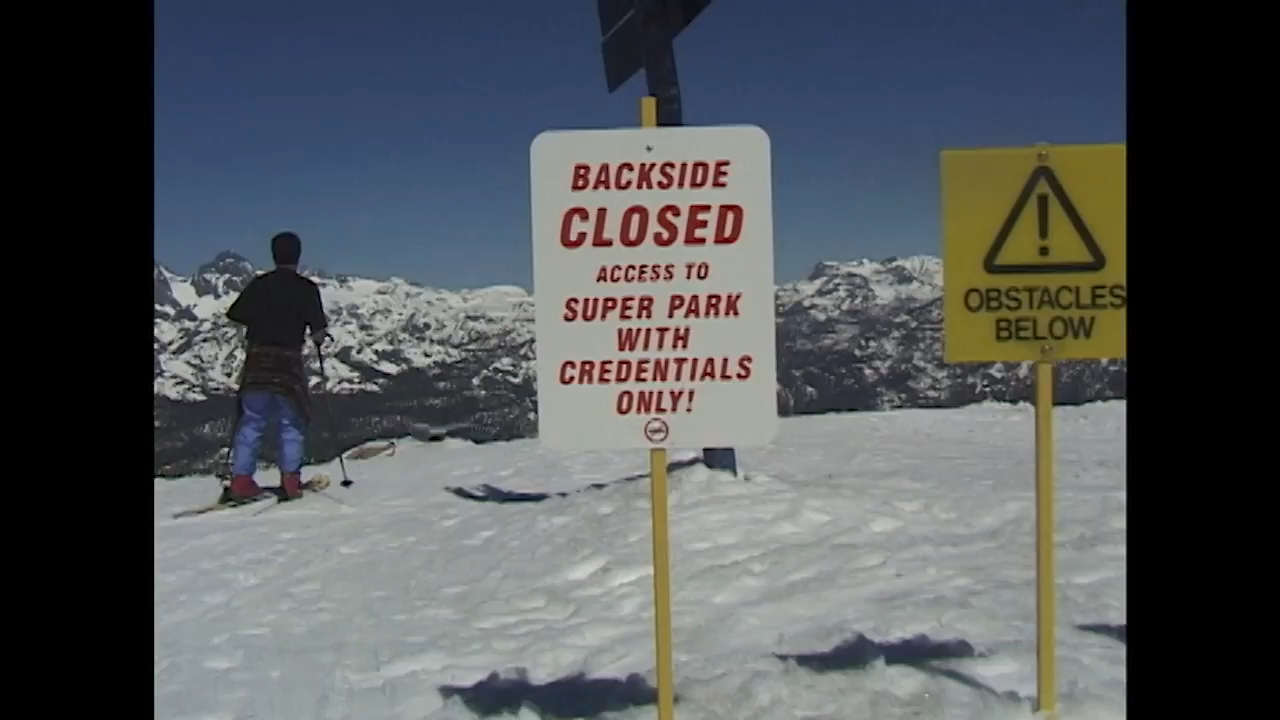 BACKSIDE
CLOSED
ACCESS TO
SUPER PARK
WITH
CREDENTIALS
ONLY!
OBSTACLES
BELOW